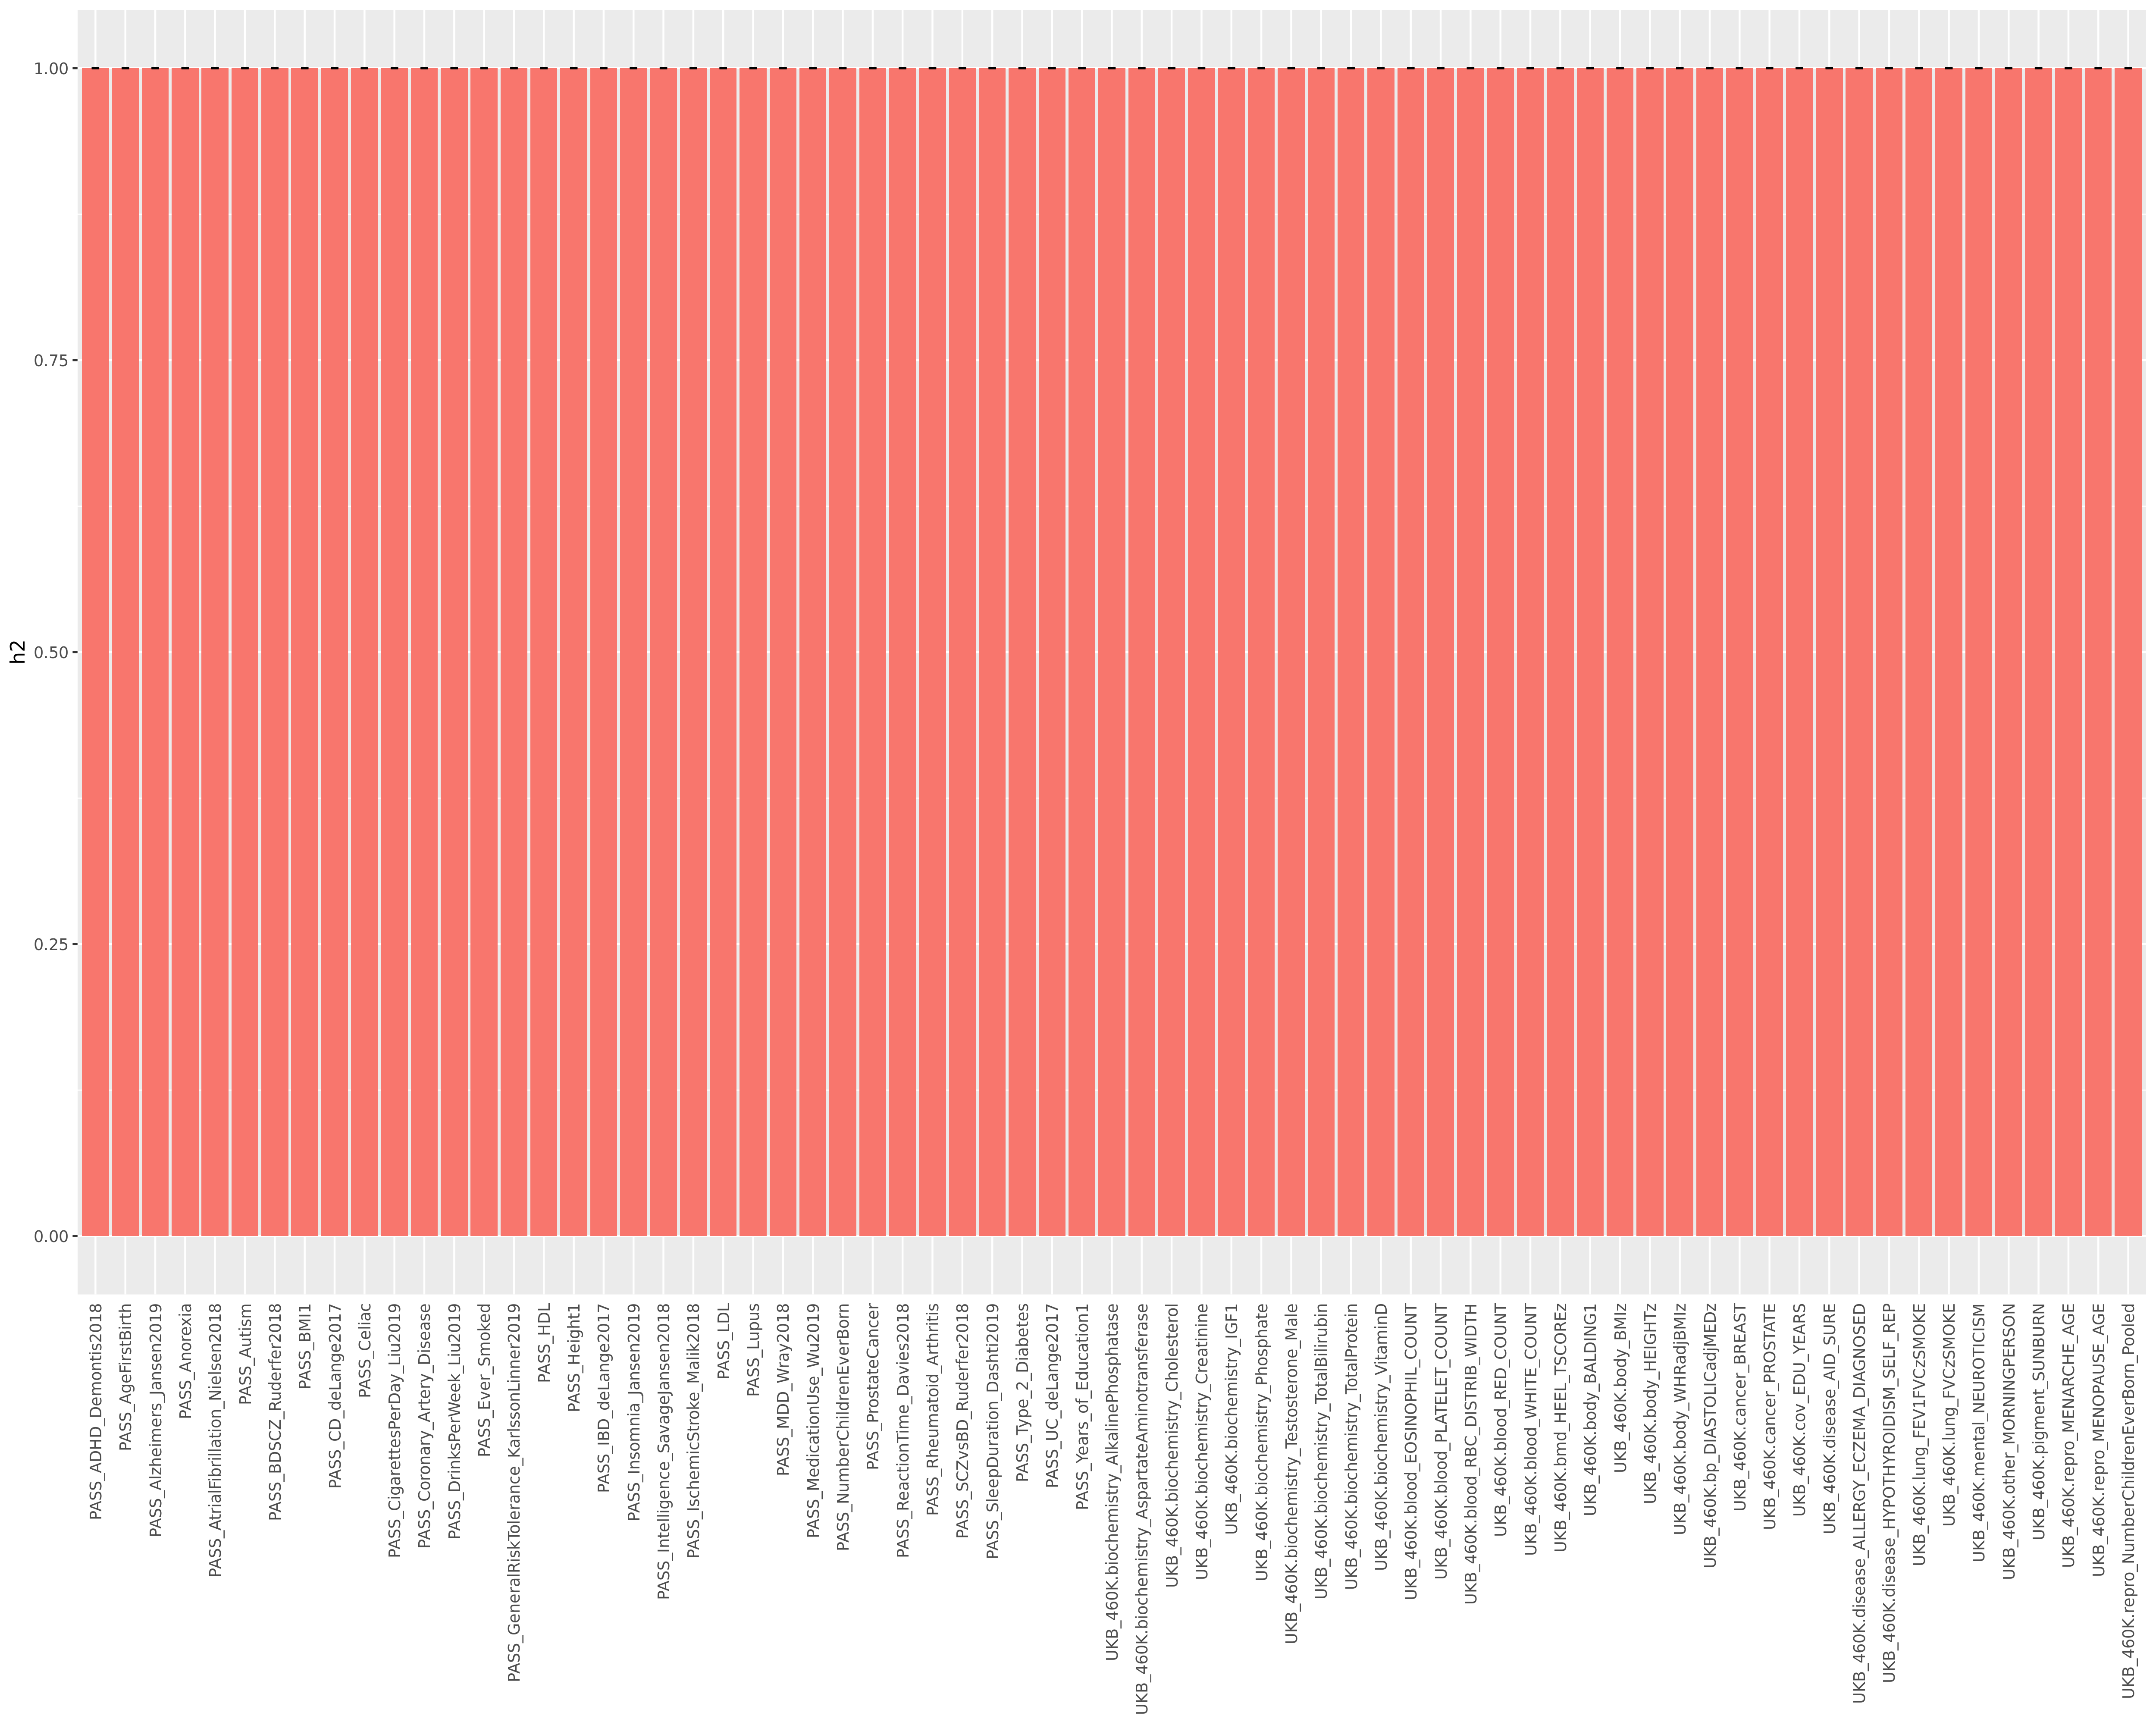 h2
1.00
0.75
0.50
0.25
0.00
PASS_ADHD_Demontis2018
PASS_AgeFirstBirth
PASS_Alzheimers_Jansen2019
PASS_Anorexia
PASS_AtrialFibrillation_Nielsen2018
PASS_Autism
PASS_BDSCZ_Ruderfer2018
PASS_BMI1
PASS_CD_deLange2017
PASS_Celiac
PASS_CigarettesPerDay_Liu2019
PASS_Coronary_Artery_Disease
PASS_DrinksPerWeek_Liu2019
PASS_Ever_Smoked
PASS_GeneralRiskTolerance_KarlssonLinner2019
PASS_HDL
PASS_Height1
PASS_IBD_deLange2017
PASS_Insomnia_Jansen2019
PASS_Intelligence_SavageJansen2018
PASS_IschemicStroke_Malik2018
PASS_LDL
PASS_Lupus
PASS_MDD_Wray2018
PASS_MedicationUse_Wu2019
PASS_NumberChildrenEverBorn
PASS_ProstateCancer
PASS_ReactionTime_Davies2018
PASS_Rheumatoid_Arthritis
PASS_SCZvsBD_Ruderfer2018
PASS_SleepDuration_Dashti2019
PASS_Type_2_Diabetes
PASS_UC_deLange2017
PASS_Years_of_Education1
UKB_460K.biochemistry_AlkalinePhosphatase
UKB_460K.biochemistry_AspartateAminotransferase
UKB_460K.biochemistry_Cholesterol
UKB_460K.biochemistry_Creatinine
UKB_460K.biochemistry_IGF1
UKB_460K.biochemistry_Phosphate
UKB_460K.biochemistry_Testosterone_Male
UKB_460K.biochemistry_TotalBilirubin
UKB_460K.biochemistry_TotalProtein
UKB_460K.biochemistry_VitaminD
UKB_460K.blood_EOSINOPHIL_COUNT
UKB_460K.blood_PLATELET_COUNT
UKB_460K.blood_RBC_DISTRIB_WIDTH
UKB_460K.blood_RED_COUNT
UKB_460K.blood_WHITE_COUNT
UKB_460K.bmd_HEEL_TSCOREz
UKB_460K.body_BALDING1
UKB_460K.body_BMIz
UKB_460K.body_HEIGHTz
UKB_460K.body_WHRadjBMIz
UKB_460K.bp_DIASTOLICadjMEDz
UKB_460K.cancer_BREAST
UKB_460K.cancer_PROSTATE
UKB_460K.cov_EDU_YEARS
UKB_460K.disease_AID_SURE
UKB_460K.disease_ALLERGY_ECZEMA_DIAGNOSED
UKB_460K.disease_HYPOTHYROIDISM_SELF_REP
UKB_460K.lung_FEV1FVCzSMOKE
UKB_460K.lung_FVCzSMOKE
UKB_460K.mental_NEUROTICISM
UKB_460K.other_MORNINGPERSON
UKB_460K.pigment_SUNBURN
UKB_460K.repro_MENARCHE_AGE
UKB_460K.repro_MENOPAUSE_AGE
UKB_460K.repro_NumberChildrenEverBorn_Pooled